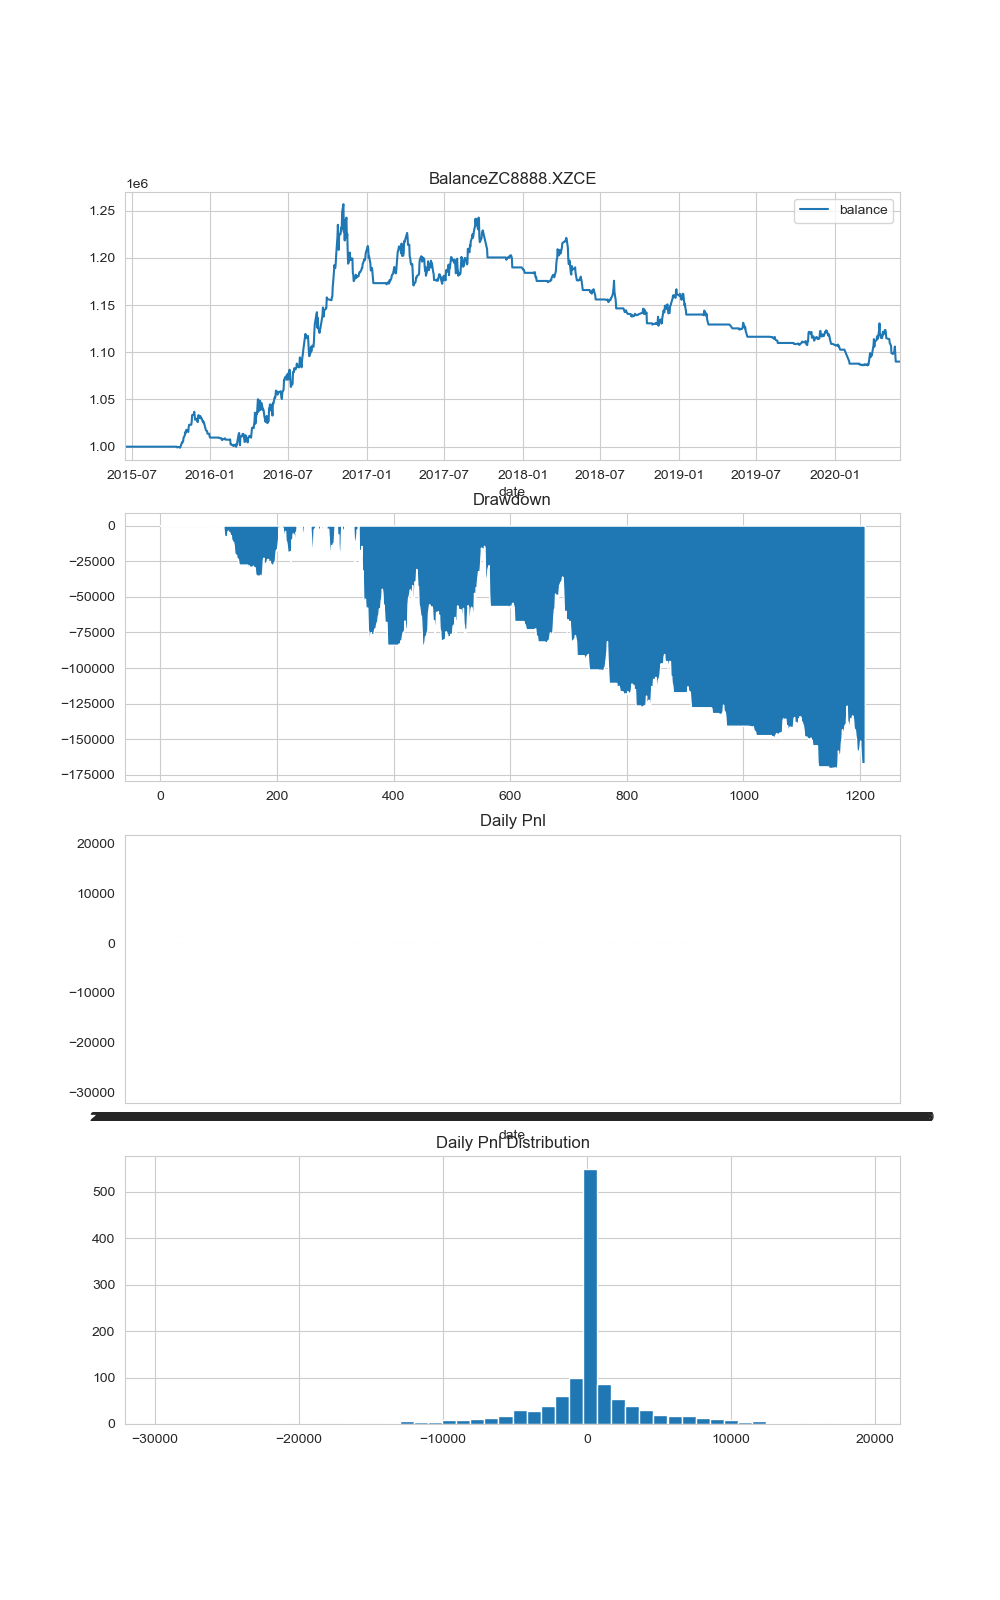 BalanceZC8888.XZCE
1e6
balance
1.25
1.20
1.15
1.10
1.05
1.00
2015-07 2016-01 2016-07 2017-01 2017-07 2018-01 2018-07 2019-01 2019-07 2020-01
date
Drawdown
0
−25000
−50000
−75000
−100000
−125000
−150000
−175000
0 200 400 600 800 1000 1200
Daily Pnl
20000
10000
0
−10000
−20000
−30000
date
Daily Pnl Distribution
500
400
300
200
100
0
−30000 −20000 −10000 0 10000 20000